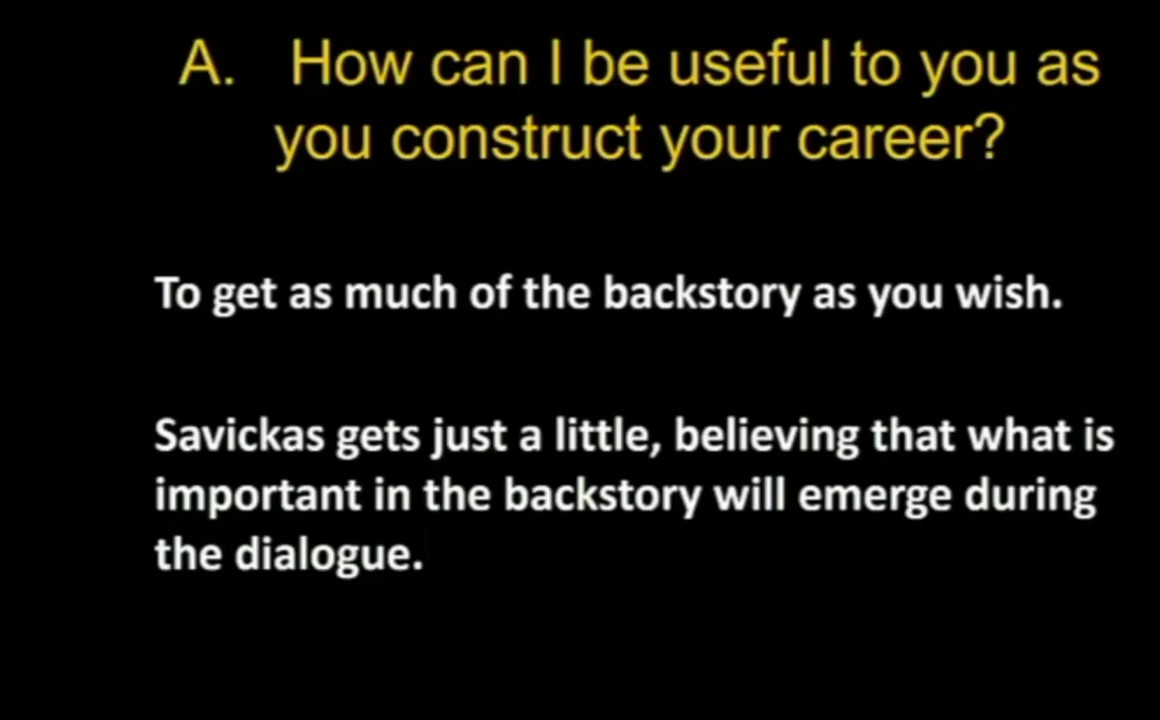 A. How can I be useful to you as
you construct your career?
To get as much of the backstory as you wish.
Savickas gets just a little, believing that what is
important in the backstory will emerge during
the dialogue.